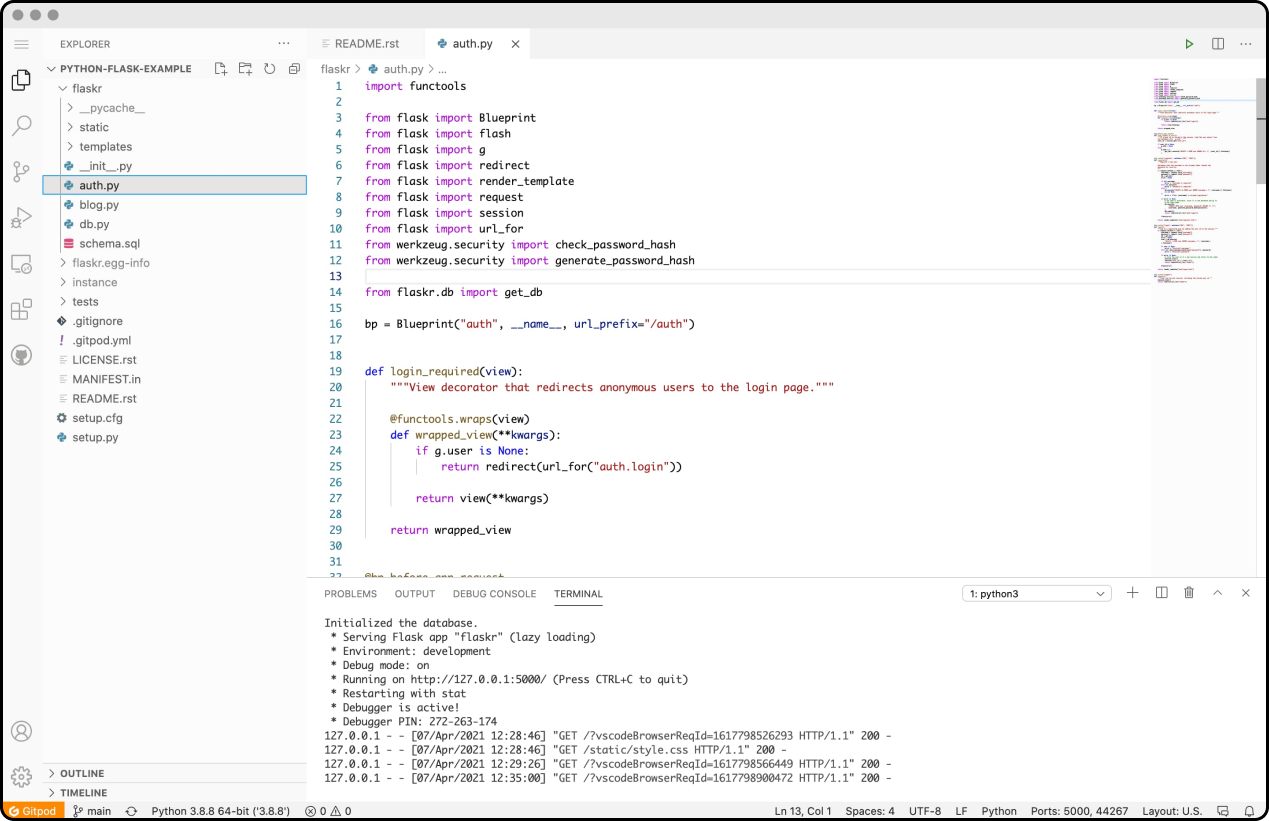 EXPLORER
PYTHON-FLASK-EXAMPLE
flaskr
__pycache__
static
templates
__init__.py
auth.py
blog.py
db.py
schema.sql
flaskr.egg-info
instance
tests
.gitignore
.gitpod.yml
LICENSE.rst
MANIFEST.in
README.rst
setup.cfg
setup.py
OUTLINE
TIMELINE
README.rst auth.py
flaskr > auth.py > ...
1 import functools
2
3 from flask import Blueprint
4 from flask import flash
5 from flask import g
6 from flask import redirect
7 from flask import render_template
8 from flask import request
9 from flask import session
10 from flask import url_for
11 from werkzeug.security import check_password_hash
12 from werkzeug.security import generate_password_hash
13
14 from flaskr.db import get_db
15
16 bp = Blueprint("auth", __name__, url_prefix="/auth")
17
18
19 def login_required(view):
20 """View decorator that redirects anonymous users to the login page."""
21
22 @functools.wraps(view)
23 def wrapped_view(**kwargs):
24 if g.user is None:
25 return redirect(url_for("auth.login"))
26
27 return view(**kwargs)
28
29 return wrapped_view
30
31
32 @bp.before_app_request
PROBLEMS OUTPUT DEBUG CONSOLE TERMINAL 1: python3
Initialized the database.
* Serving Flask app "flaskr" (lazy loading)
* Environment: development
* Debug mode: on
* Running on http://127.0.0.1:5000/ (Press CTRL+C to quit)
* Restarting with stat
* Debugger is active!
* Debugger PIN: 272-263-174
127.0.0.1 - - [07/Apr/2021 12:28:46] "GET /?vscodeBrowserReqId=1617798526293 HTTP/1.1" 200 -
127.0.0.1 - - [07/Apr/2021 12:28:46] "GET /static/style.css HTTP/1.1" 200 -
127.0.0.1 - - [07/Apr/2021 12:29:26] "GET /?vscodeBrowserReqId=1617798566449 HTTP/1.1" 200 -
127.0.0.1 - - [07/Apr/2021 12:35:00] "GET /?vscodeBrowserReqId=1617798900472 HTTP/1.1" 200 -
Gitpod main Python 3.8.8 64-bit ('3.8.8') 0 0 Ln 13, Col 1 Spaces: 4 UTF-8 LF Python Ports: 5000, 44267 Layout: U.S.